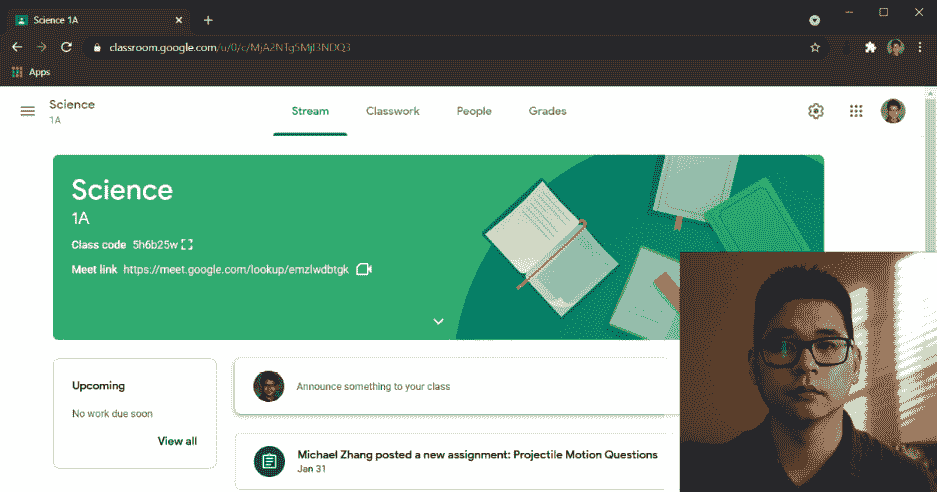 Science 1A
classroom.google.com/u/0/c/MjA2NTg5MjI3NDQ3
Apps
Science
1A
Stream
Classwork
People
Grades
Science
1A
Class code 5h6b25w
Meet link https://meet.google.com/lookup/emzlwdbtgk
Upcoming
No work due soon
View all
Announce something to your class
Michael Zhang posted a new assignment: Projectile Motion Questions
Jan 31